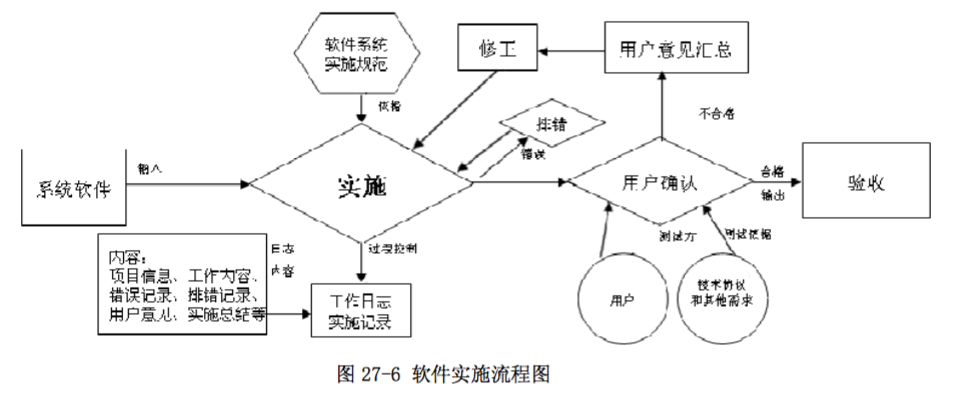 软件系统
实施规范
修工
用户意见汇总
依据
排错
不合格
错误
系统软件
输入
实施
用户确认
合格
输出
验收
内容：
项目信息、工作内容、
错误记录、排错记录、
用户意见、实施总结等
日志
内容
过程控制
工作日志
实施记录
测试方
测试依据
用户
技术协议
和其他需求
图 27-6 软件实施流程图